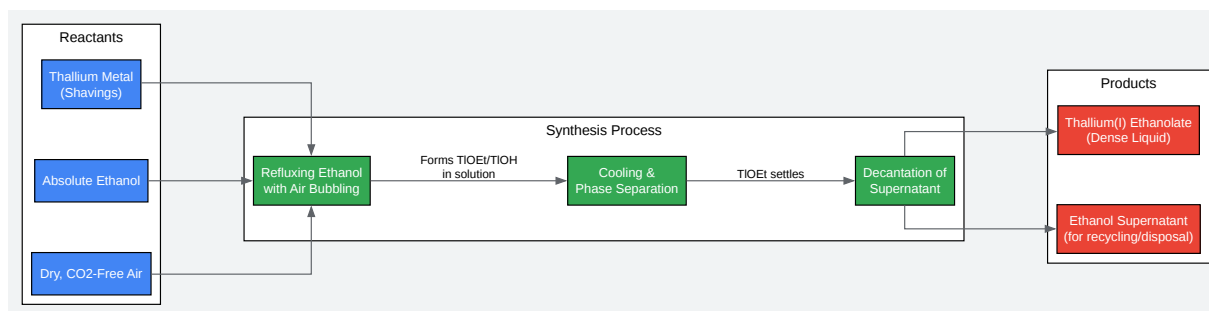 Reactants
Thallium Metal
(Shavings)
Absolute Ethanol
Dry, CO2-Free Air
Synthesis Process
Refluxing Ethanol
with Air Bubbling
Forms TlOEt/TlOH
in solution
Cooling &
Phase Separation
TlOEt settles
Decantation of
Supernatant
Products
Thallium(I) Ethanolate
(Dense Liquid)
Ethanol Supernatant
(for recycling/disposal)